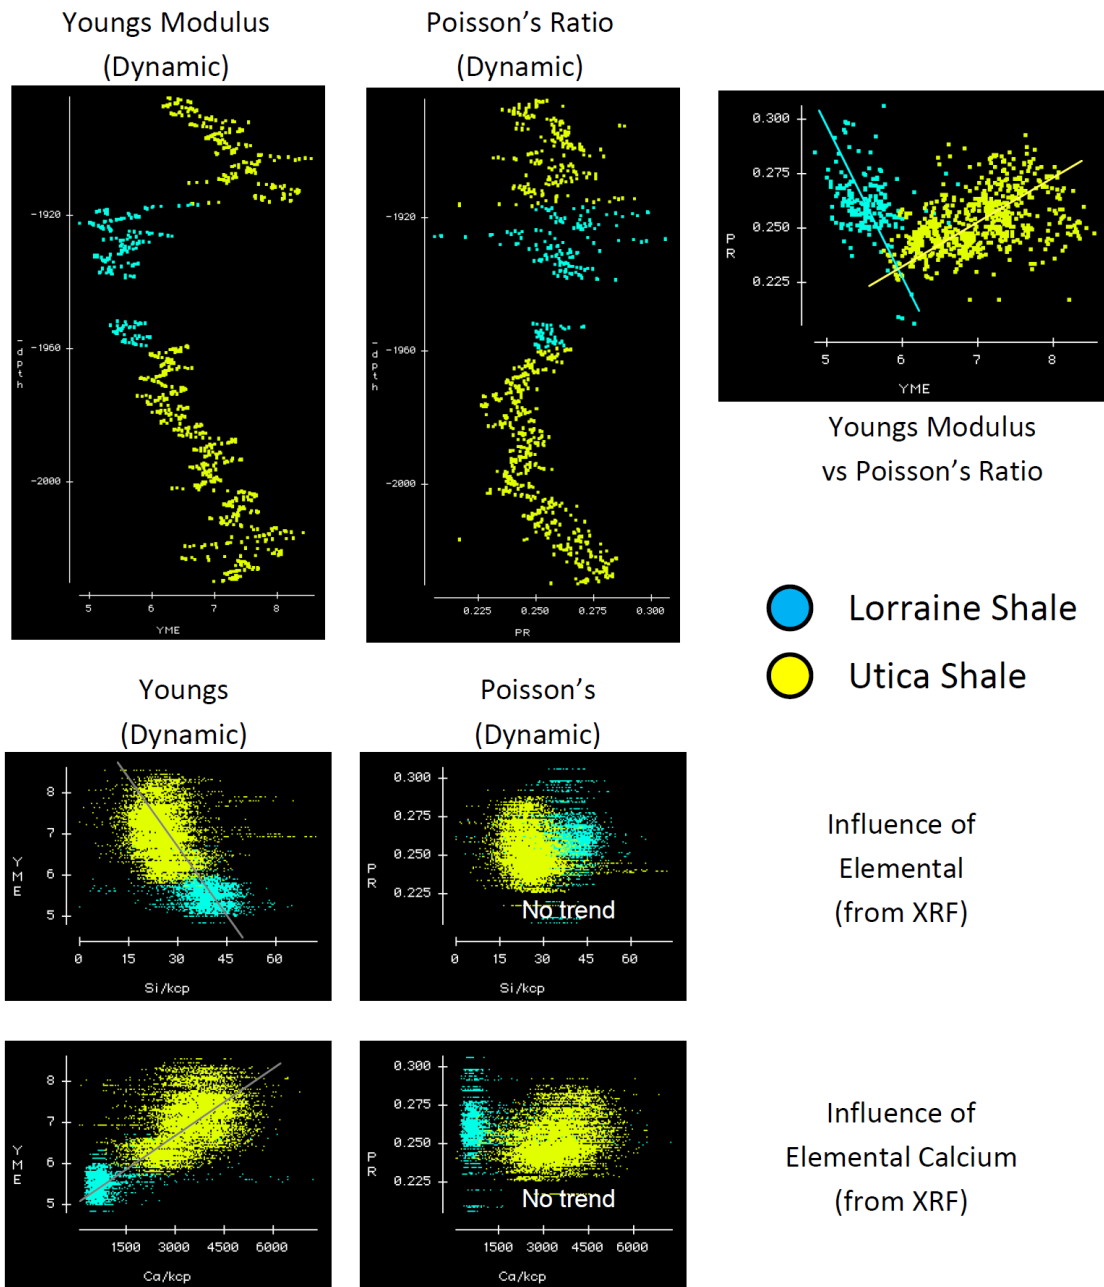 Youngs Modulus
(Dynamic)
Poisson's Ratio
(Dynamic)
-1920
-1960
-2000
-dpth
5 6 7 8
YME
-1920
-1960
-2000
-dpth
0.225 0.250 0.275 0.300
PR
0.300
0.275
0.250
0.225
PR
5 6 7 8
YME
Youngs Modulus
vs Poisson's Ratio
Lorraine Shale
Utica Shale
Youngs
(Dynamic)
Poisson's
(Dynamic)
8
7
6
5
YME
0 15 30 45 60
Si/kcp
0.300
0.275
0.250
0.225
PR
No trend
0 15 30 45 60
Si/kcp
Influence of
Elemental
(from XRF)
8
7
6
5
YME
1500 3000 4500 6000
Ca/kcp
0.300
0.275
0.250
0.225
PR
No trend
1500 3000 4500 6000
Ca/kcp
Influence of
Elemental Calcium
(from XRF)